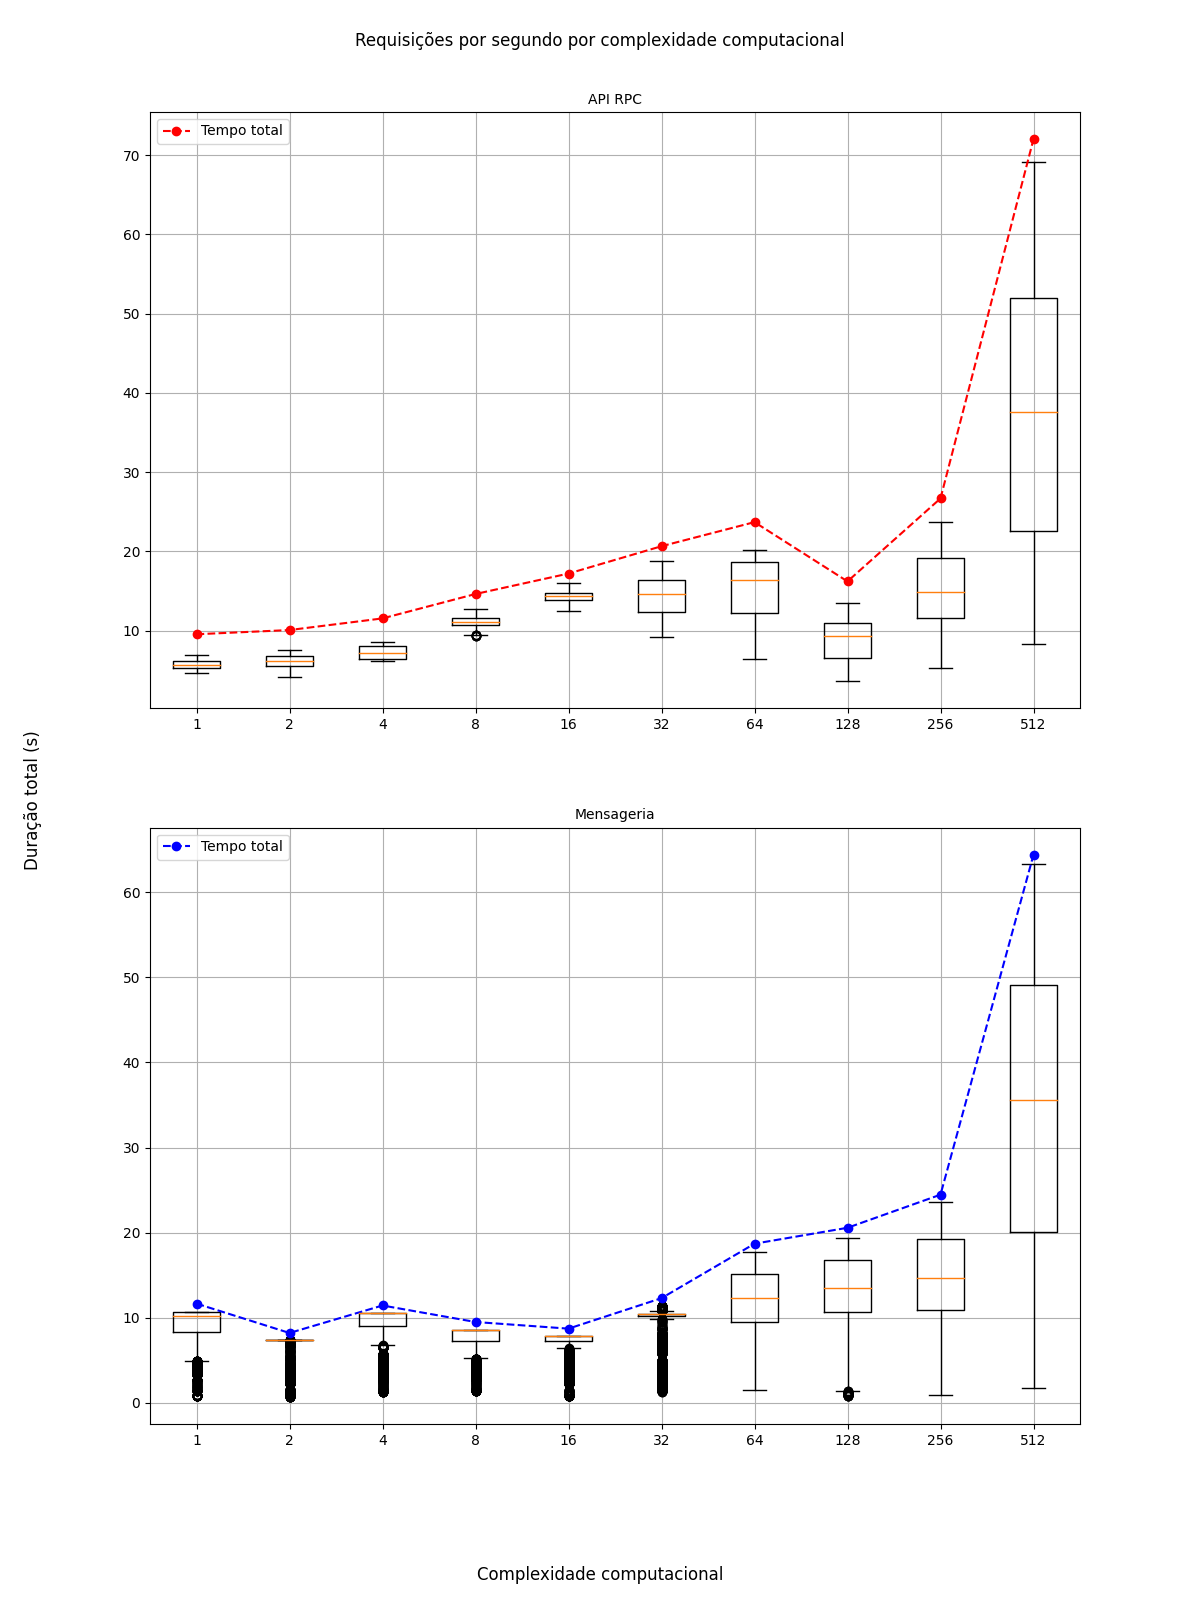 Requisições por segundo por complexidade computacional
API RPC
Tempo total
70
60
50
40
30
20
10
1 2 4 8 16 32 64 128 256 512
Duração total (s)
Mensageria
Tempo total
60
50
40
30
20
10
0
1 2 4 8 16 32 64 128 256 512
Complexidade computacional